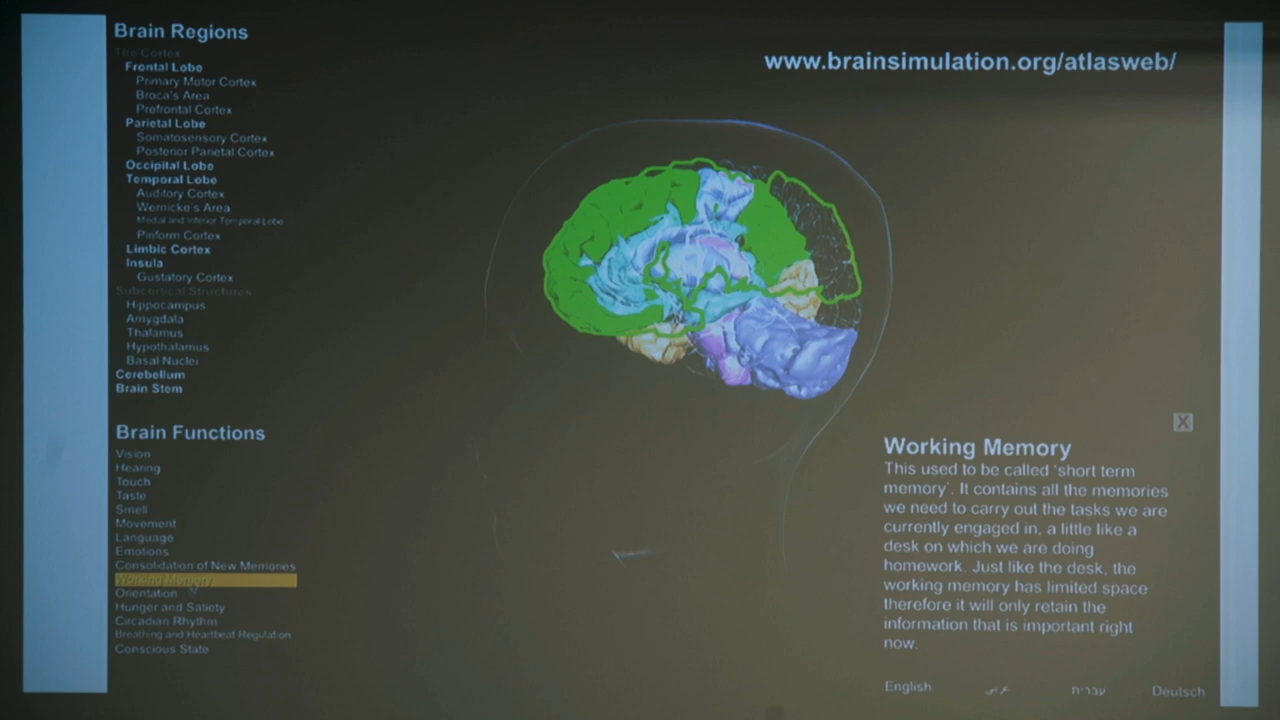 Brain Regions
The Cortex
Frontal Lobe
Primary Motor Cortex
Broca's Area
Prefrontal Cortex
Parietal Lobe
Somatosensory Cortex
Posterior Parietal Cortex
Occipital Lobe
Temporal Lobe
Auditory Cortex
Wernicke's Area
Medial and Inferior Temporal Lobe
Piriform Cortex
Limbic Cortex
Insula
Gustatory Cortex
Subcortical Structures
Hippocampus
Amygdala
Thalamus
Hypothalamus
Basal Nuclei
Cerebellum
Brain Stem
Brain Functions
Vision
Hearing
Touch
Taste
Smell
Movement
Language
Emotions
Consolidation of New Memories
Working Memory
Orientation
Hunger and Satiety
Circadian Rhythm
Breathing and Heartbeat Regulation
Conscious State
www.brainsimulation.org/atlasweb/
X
Working Memory
This used to be called 'short term
memory'. It contains all the memories
we need to carry out the tasks we are
currently engaged in, a little like a
desk on which we are doing
homework. Just like the desk, the
working memory has limited space
therefore it will only retain the
information that is important right
now.
English عربي עברית Deutsch